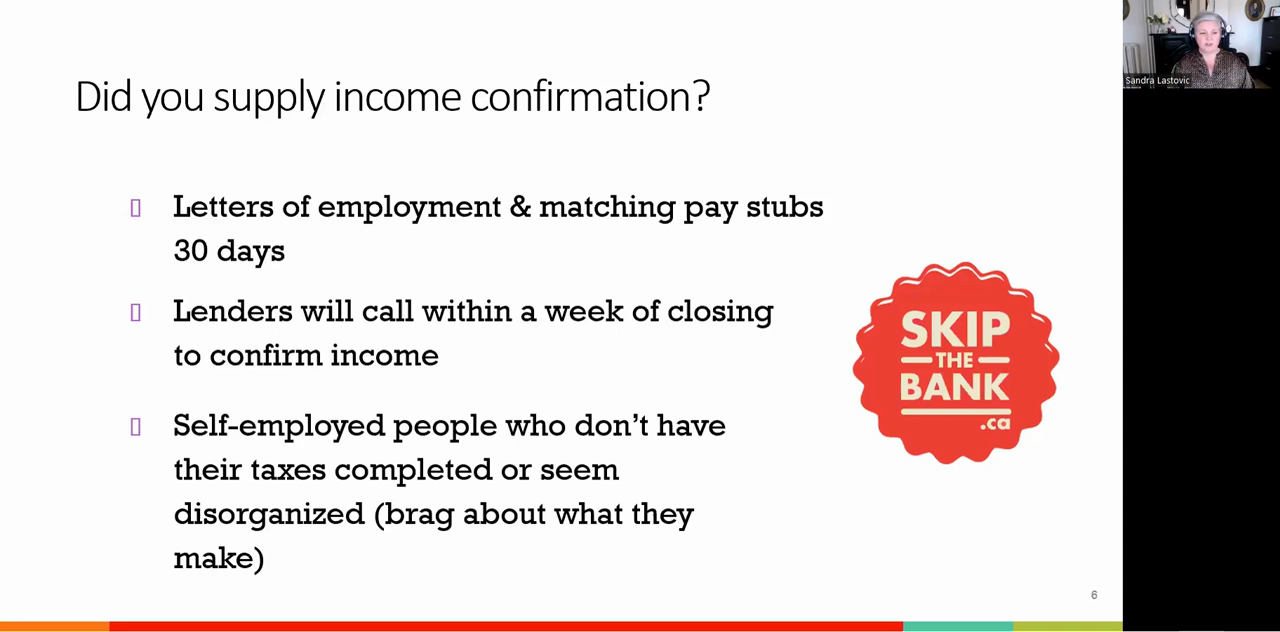 Did you supply income confirmation?
Letters of employment & matching pay stubs
30 days
Lenders will call within a week of closing
to confirm income
Self-employed people who don’t have
their taxes completed or seem
disorganized (brag about what they
make)
SKIP
THE
BANK
.ca
6
Sandra Lastovic